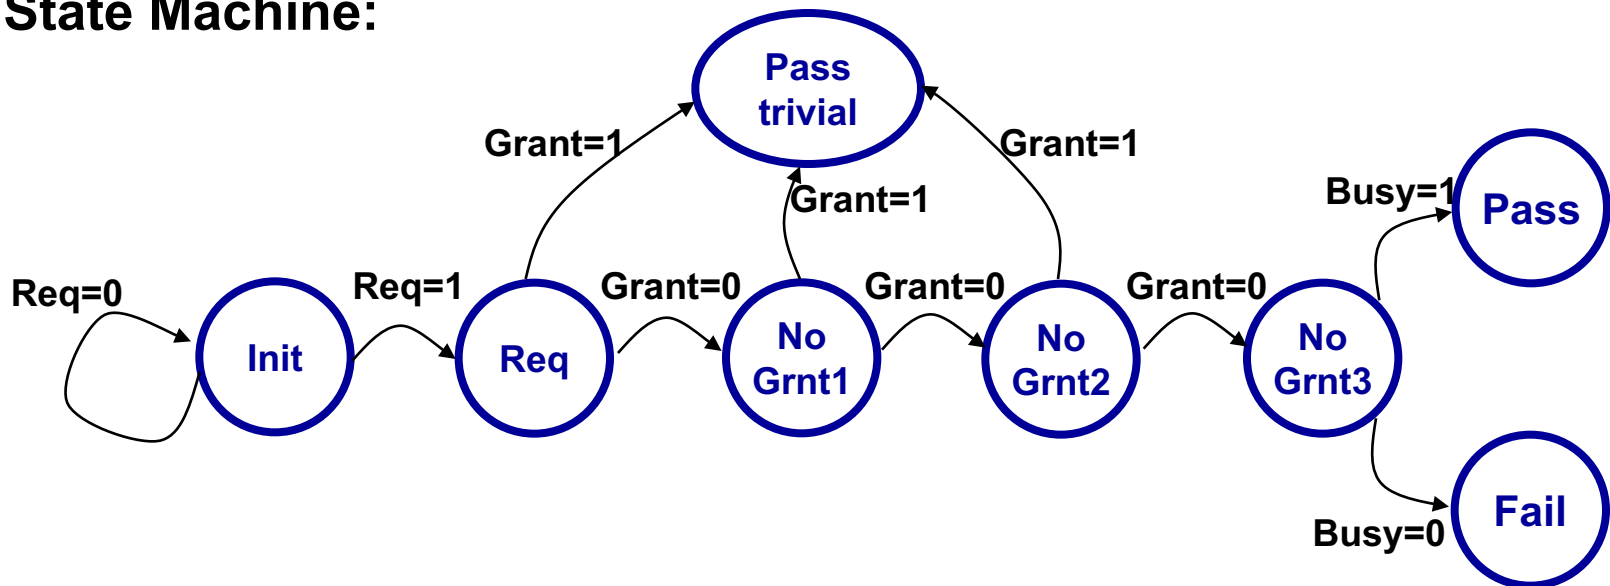 State Machine:
Pass
trivial
Grant=1
Grant=1
Grant=1
Busy=1
Pass
Req=0
Req=1
Grant=0
Grant=0
Grant=0
Init
Req
No
Grnt1
No
Grnt2
No
Grnt3
Fail
Busy=0